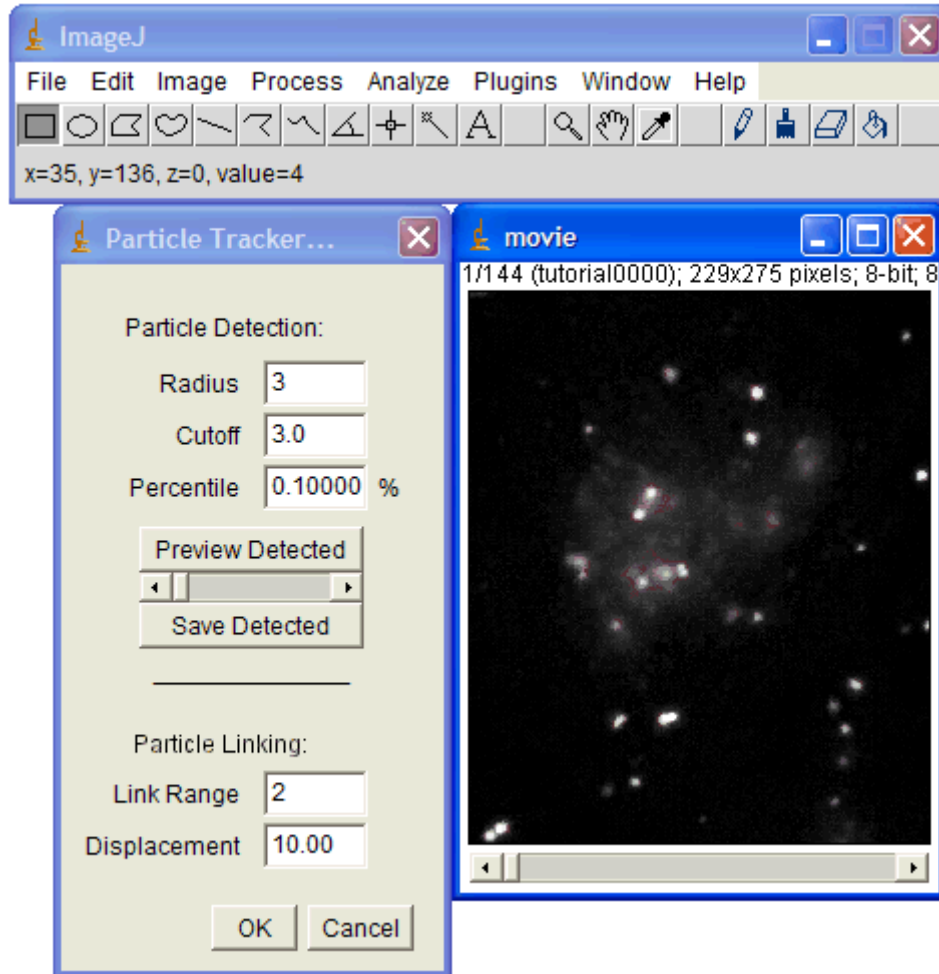 ImageJ
File Edit Image Process Analyze Plugins Window Help
A
x=35, y=136, z=0, value=4
Particle Tracker...
Particle Detection:
Radius 3
Cutoff 3.0
Percentile 0.10000 %
Preview Detected
Save Detected
Particle Linking:
Link Range 2
Displacement 10.00
OK Cancel
movie
1/144 (tutorial0000); 229x275 pixels; 8-bit; 8